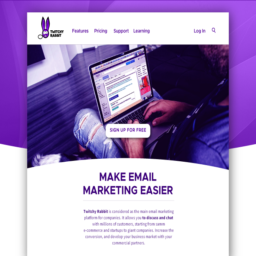 TWITCHY
RABBIT
Features Pricing Support Learning
Log In
SIGN UP FOR FREE
MAKE EMAIL
MARKETING EASIER
Twitchy Rabbit is considered as the main email marketing
platform for companies. It allows you to discuss and chat
with millions of customers, starting from
e-commerce and startups to giant companies. Increase the
conversion, and develop your business market with your
commercial partners.